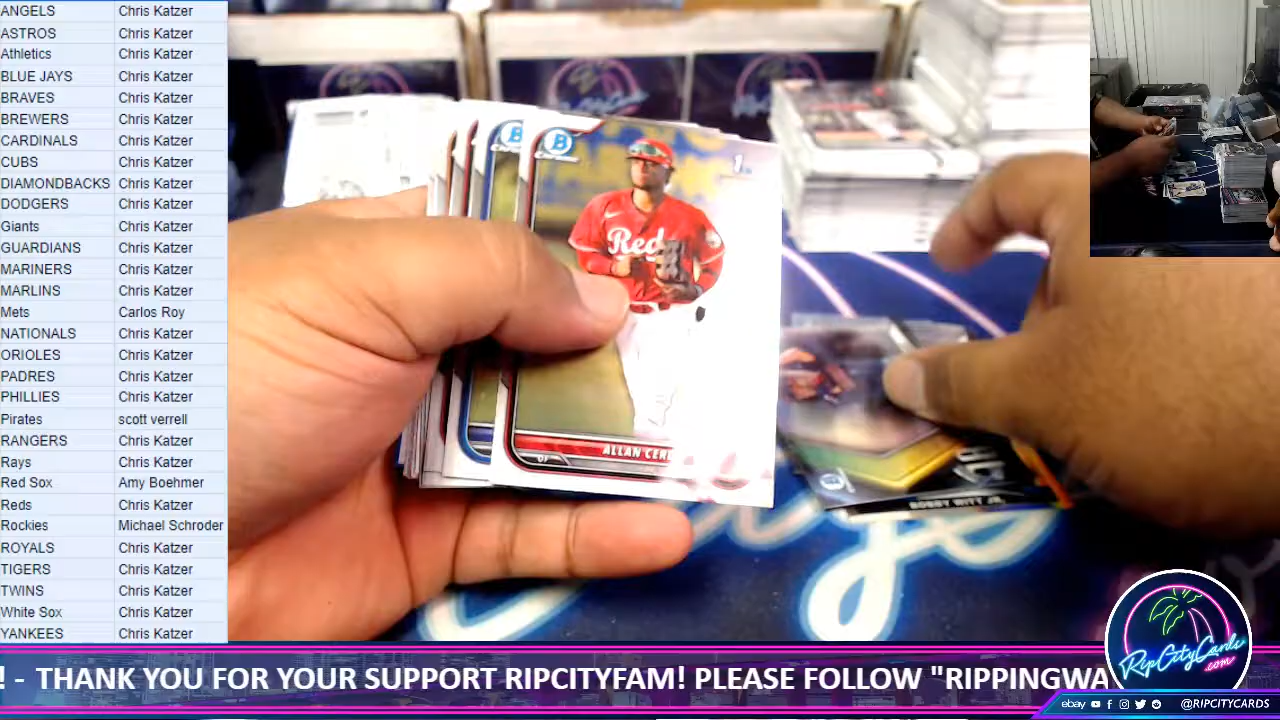 ANGELS Chris Katzer
ASTROS Chris Katzer
Athletics Chris Katzer
BLUE JAYS Chris Katzer
BRAVES Chris Katzer
BREWERS Chris Katzer
CARDINALS Chris Katzer
CUBS Chris Katzer
DIAMONDBACKS Chris Katzer
DODGERS Chris Katzer
Giants Chris Katzer
GUARDIANS Chris Katzer
MARINERS Chris Katzer
MARLINS Chris Katzer
Mets Carlos Roy
NATIONALS Chris Katzer
ORIOLES Chris Katzer
PADRES Chris Katzer
PHILLIES Chris Katzer
Pirates scott verrell
RANGERS Chris Katzer
Rays Chris Katzer
Red Sox Amy Boehmer
Reds Chris Katzer
Rockies Michael Schroder
ROYALS Chris Katzer
TIGERS Chris Katzer
TWINS Chris Katzer
White Sox Chris Katzer
YANKEES Chris Katzer
B
B
1st
Reds
ALLAN CER
OF
BOBBY WITT JR.
! - THANK YOU FOR YOUR SUPPORT RIPCITYFAM! PLEASE FOLLOW "RIPPINGWA
RipCityCards
.com
ebay
@RIPCITYCARDS